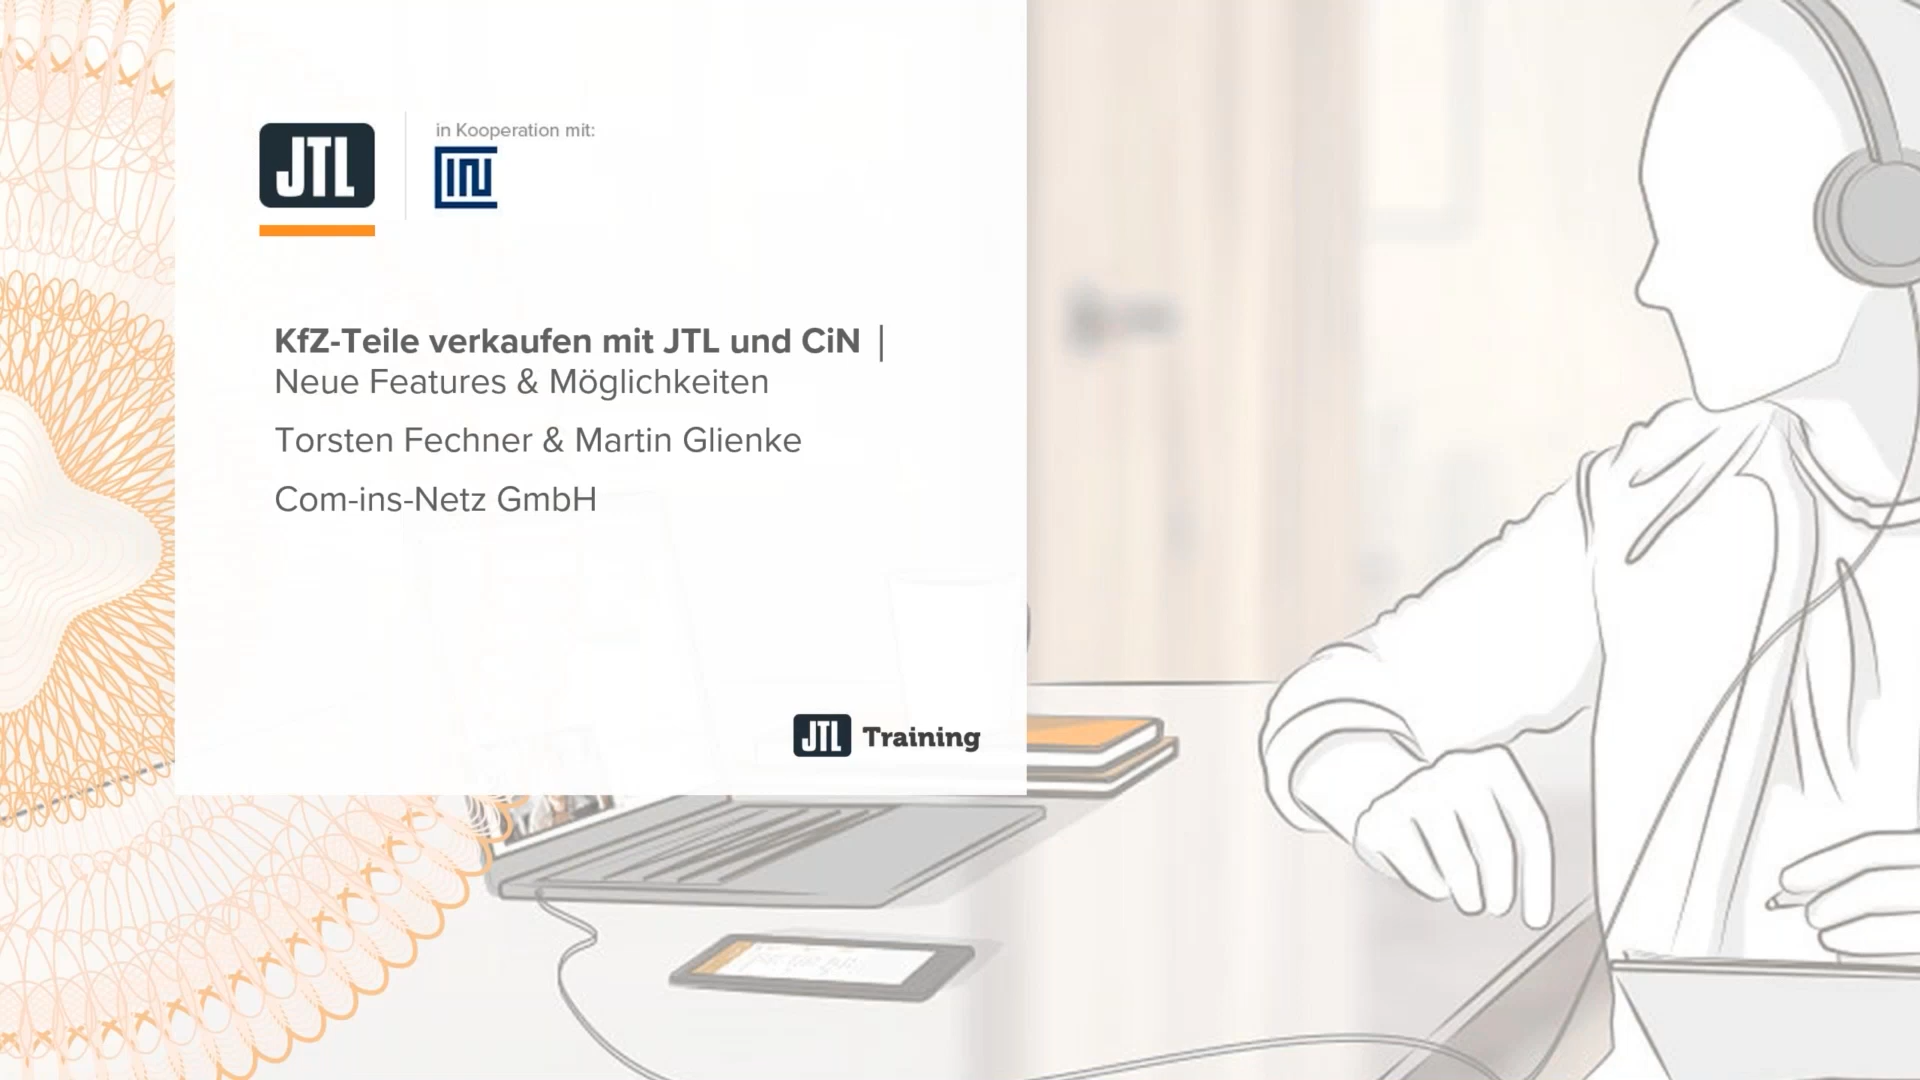 JTL
in Kooperation mit:
CIN
KfZ-Teile verkaufen mit JTL und CiN |
Neue Features & Möglichkeiten
Torsten Fechner & Martin Glienke
Com-ins-Netz GmbH
JTL Training